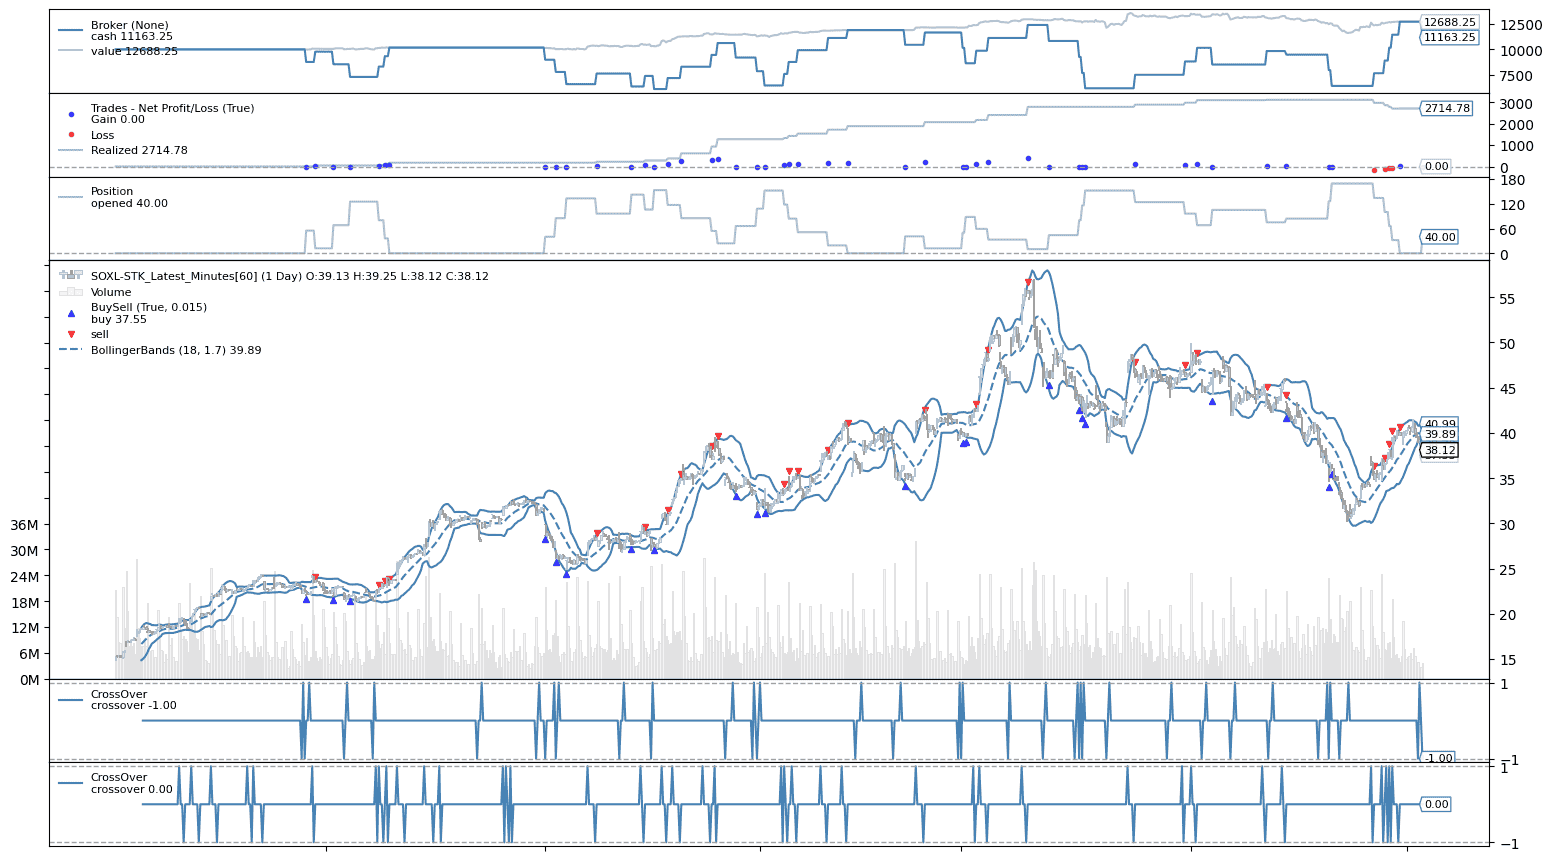 Broker (None)
cash 11163.25
value 12688.25
12688.25
11163.25
12500
10000
7500
Trades - Net Profit/Loss (True)
Gain 0.00
Loss
Realized 2714.78
2714.78
0.00
3000
2000
1000
0
Position
opened 40.00
40.00
180
120
60
0
SOXL-STK_Latest_Minutes[60] (1 Day) O:39.13 H:39.25 L:38.12 C:38.12
Volume
BuySell (True, 0.015)
buy 37.55
sell
BollingerBands (18, 1.7) 39.89
40.99
39.89
38.12
55
50
45
40
35
30
25
20
15
36M
30M
24M
18M
12M
6M
0M
CrossOver
crossover -1.00
-1.00
1
−1
CrossOver
crossover 0.00
0.00
1
−1